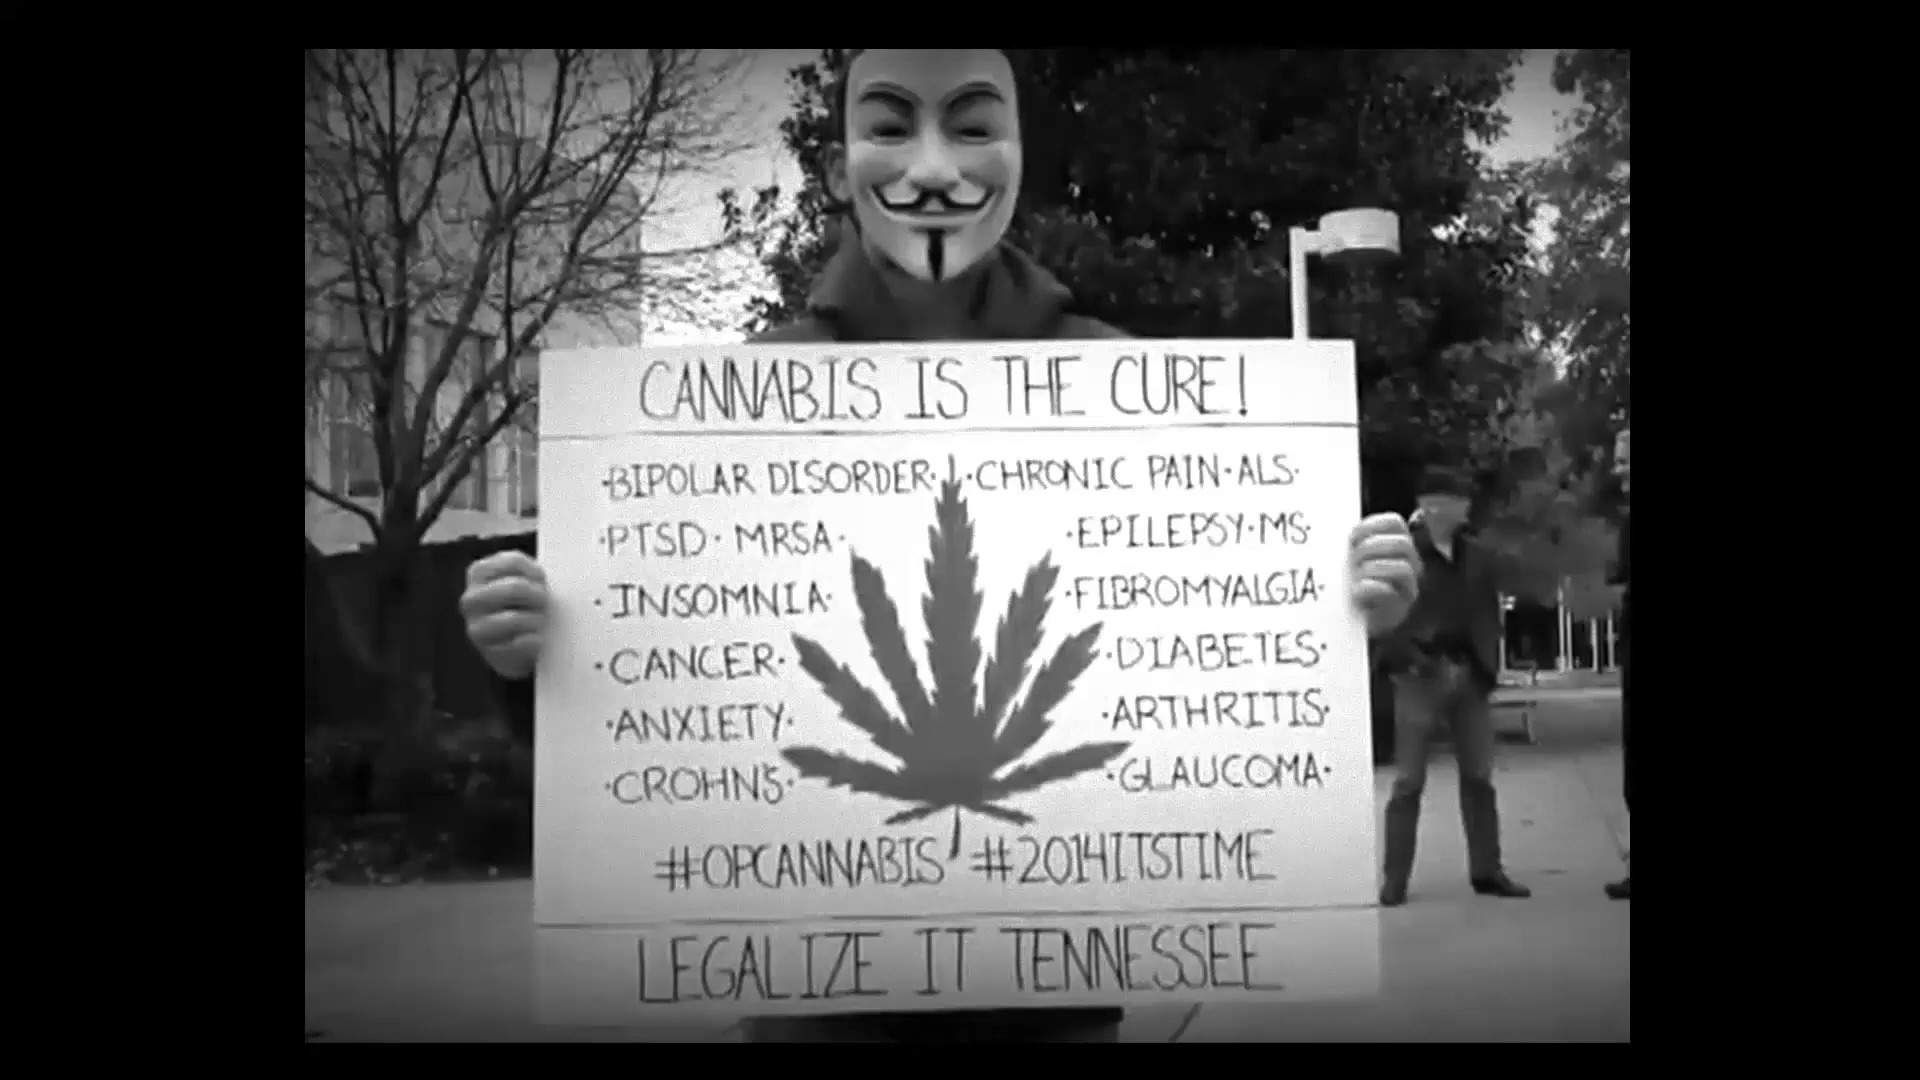 CANNABIS IS THE CURE!
·BIPOLAR DISORDER· ·CHRONIC PAIN·ALS·
·PTSD·MRSA· ·EPILEPSY·MS·
·INSOMNIA· ·FIBROMYALGIA·
·CANCER· ·DIABETES·
·ANXIETY· ·ARTHRITIS·
·CROHN'S· ·GLAUCOMA·
#OPCANNABIS #2014ITSTIME
LEGALIZE IT TENNESSEE